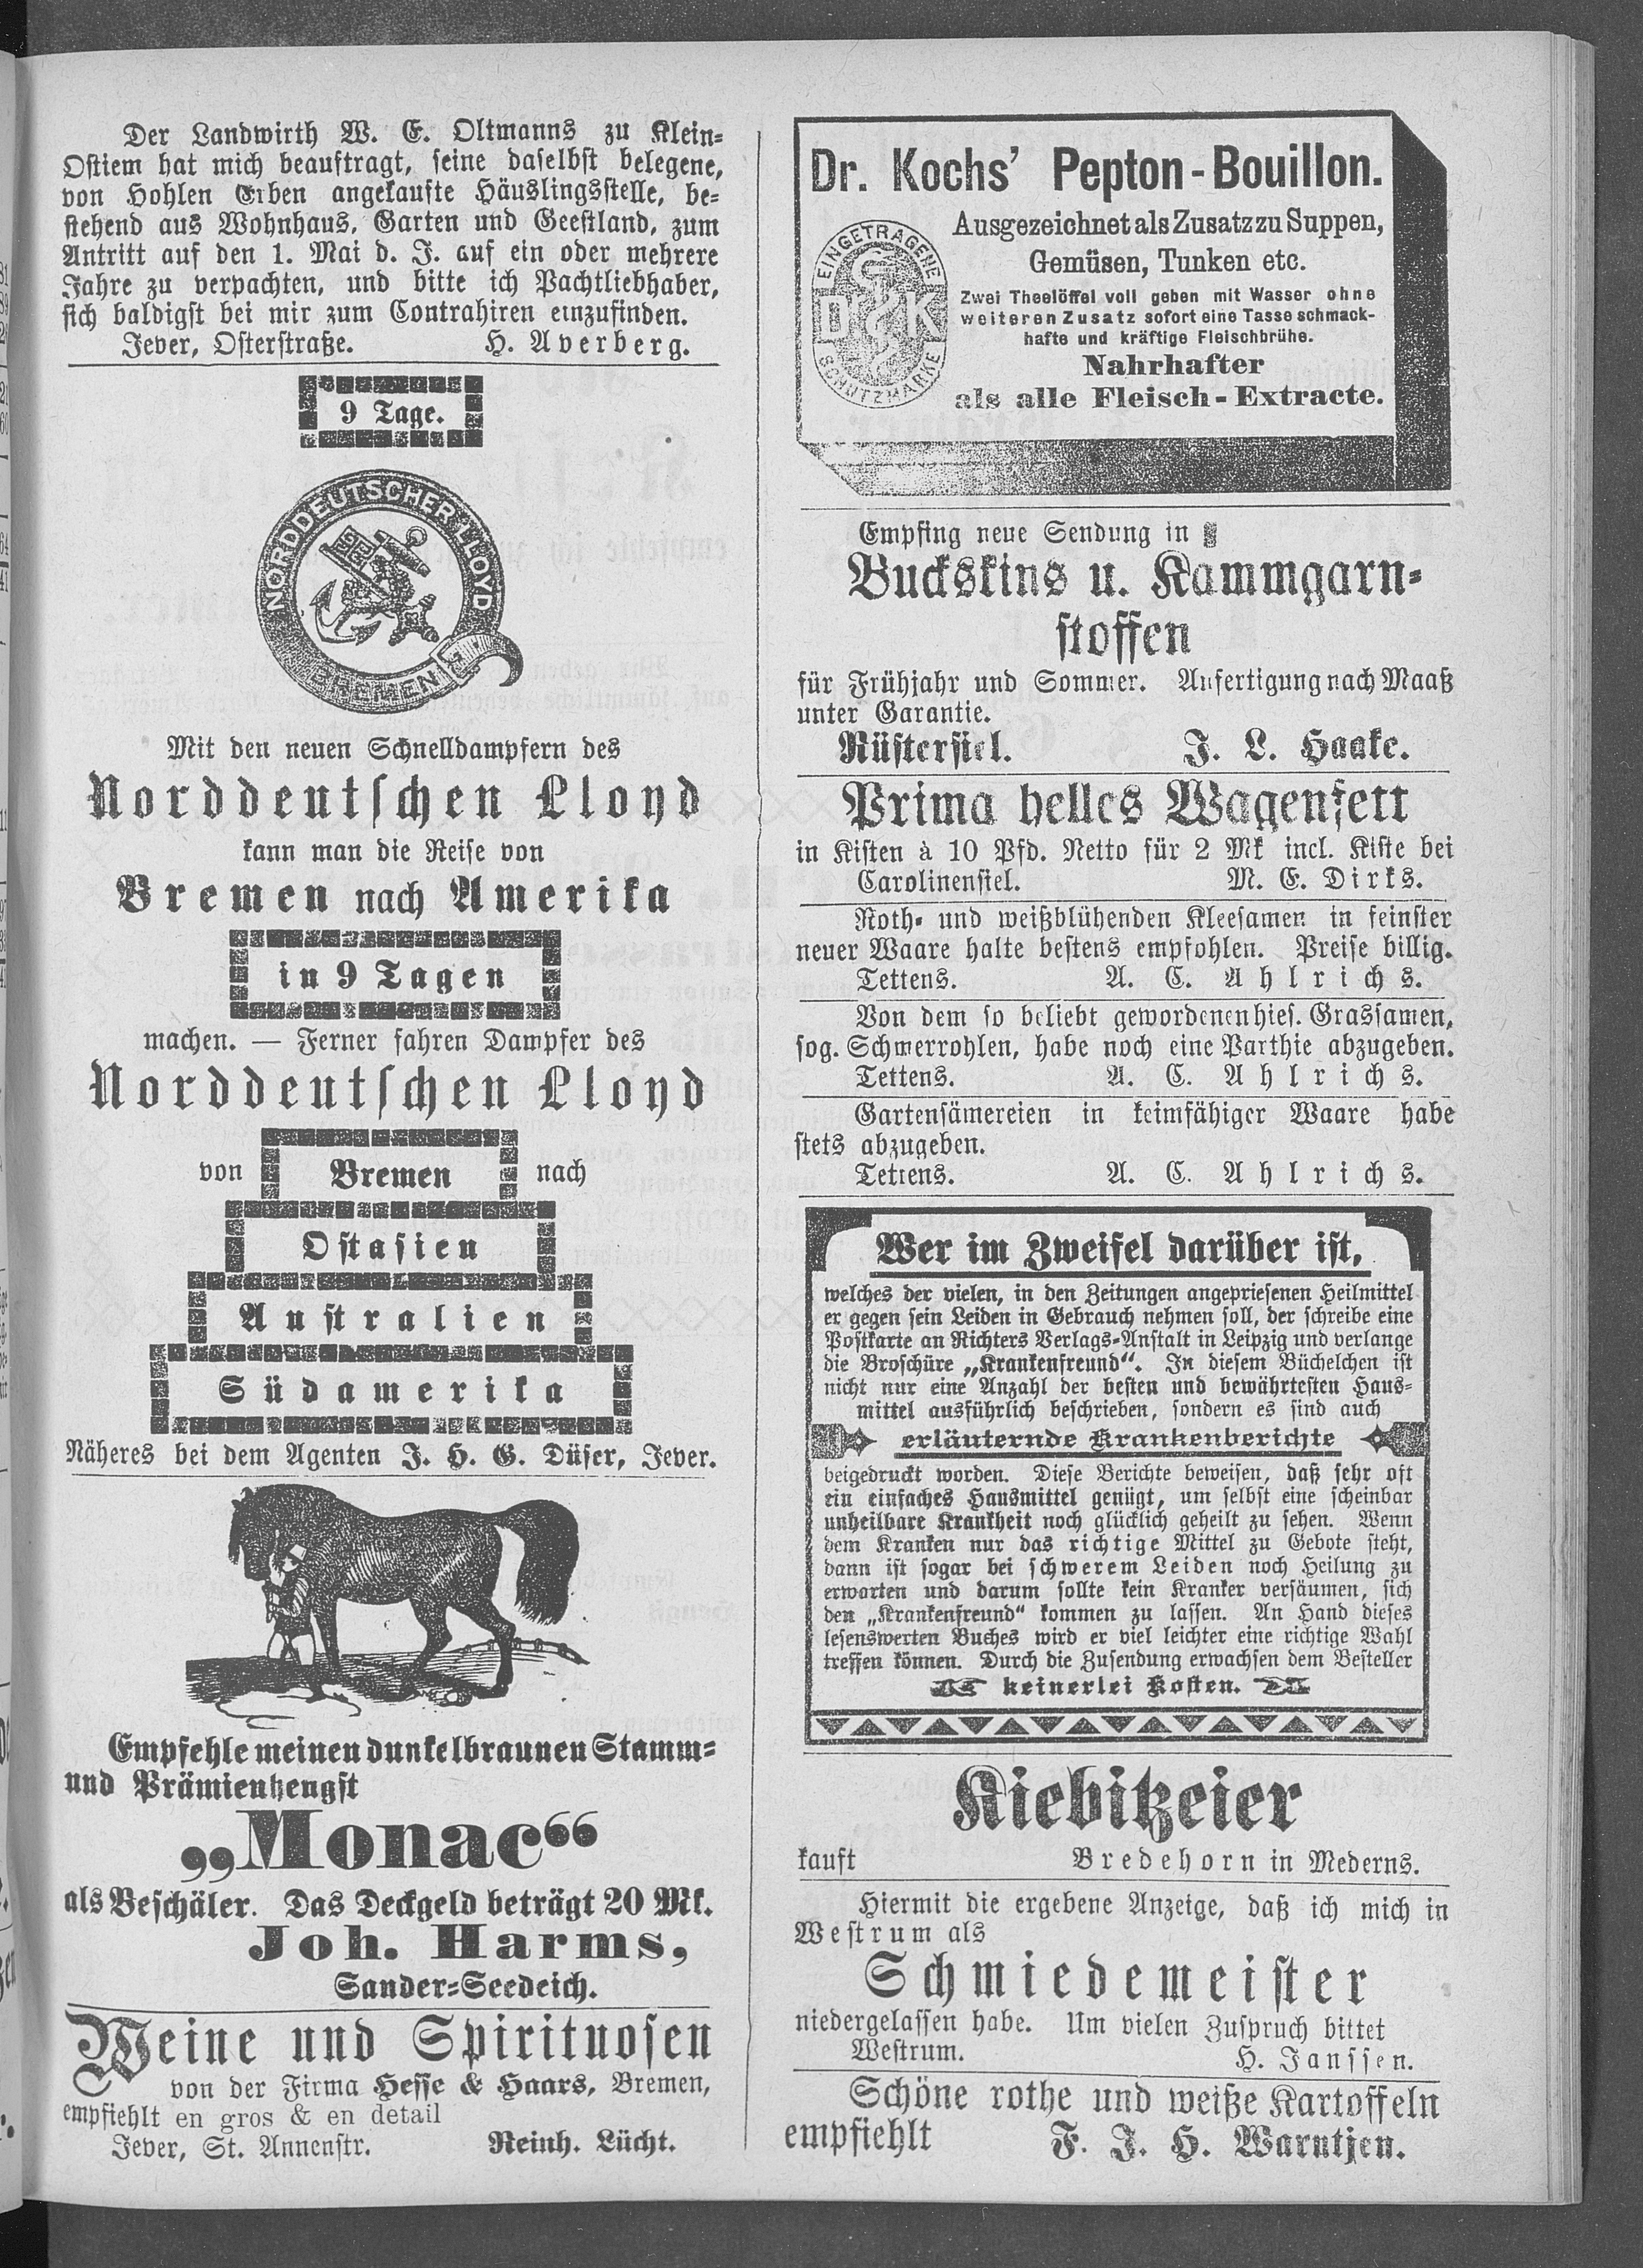 Der Landwirth W. E. Oltmanns zu Klein-
Ostiem hat mich beauftragt, seine daselbst belegene,
von Hohlen Erben angekaufte Häuslingsstelle, be-
stehend aus Wohnhaus, Garten und Geestland, zum
Antritt auf den 1. Mai d. J. auf ein oder mehrere
Jahre zu verpachten, und bitte ich Pachtliebhaber,
sich baldigst bei mir zum Contrahiren einzufinden.
Jever, Osterstraße. H. Averberg.
9 Tage.
NORDDEUTSCHER LLOYD
BREMEN
Mit den neuen Schnelldampfern des
Norddeutschen Lloyd
kann man die Reise von
Bremen nach Amerika
in 9 Tagen
machen. — Ferner fahren Dampfer des
Norddeutschen Lloyd
von Bremen nach
Ostasien
Australien
Südamerika
Näheres bei dem Agenten J. H. G. Düser, Jever.
Empfehle meinen dunkelbraunen Stamm-
und Prämienhengst
„Monac“
als Beschäler. Das Deckgeld beträgt 20 Mk.
Joh. Harms,
Sander-Seedeich.
Weine und Spirituosen
von der Firma Hesse & Haars, Bremen,
empfiehlt en gros & en detail
Jever, St. Annenstr. Reinh. Lücht.
Dr. Kochs’ Pepton-Bouillon.
EINGETRAGENE
D K
SCHUTZMARKE
Ausgezeichnet als Zusatz zu Suppen,
Gemüsen, Tunken etc.
Zwei Theelöffel voll geben mit Wasser ohne
weiteren Zusatz sofort eine Tasse schmack-
hafte und kräftige Fleischbrühe.
Nahrhafter
als alle Fleisch-Extracte.
Empfing neue Sendung in
Buckskins u. Kammgarn-
stoffen
für Frühjahr und Sommer. Anfertigung nach Maaß
unter Garantie.
Rüstersiel. J. L. Haake.
Prima helles Wagenfett
in Kisten à 10 Pfd. Netto für 2 Mk incl. Kiste bei
Carolinensiel. M. E. Dirks.
Roth- und weißblühenden Kleesamen in feinster
neuer Waare halte bestens empfohlen. Preise billig.
Tettens. A. C. Ahlrichs.
Von dem so beliebt gewordenen hies. Grassamen,
sog. Schmerrohlen, habe noch eine Parthie abzugeben.
Tettens. A. C. Ahlrichs.
Gartensämereien in keimfähiger Waare habe
stets abzugeben.
Tettens. A. C. Ahlrichs.
Wer im Zweifel darüber ist,
welches der vielen, in den Zeitungen angepriesenen Heilmittel
er gegen sein Leiden in Gebrauch nehmen soll, der schreibe eine
Postkarte an Richters Verlags-Anstalt in Leipzig und verlange
die Broschüre „Krankenfreund“. In diesem Büchelchen ist
nicht nur eine Anzahl der besten und bewährtesten Haus-
mittel ausführlich beschrieben, sondern es sind auch
erläuternde Krankenberichte
beigedruckt worden. Diese Berichte beweisen, daß sehr oft
ein einfaches Hausmittel genügt, um selbst eine scheinbar
unheilbare Krankheit noch glücklich geheilt zu sehen. Wenn
dem Kranken nur das richtige Mittel zu Gebote steht,
dann ist sogar bei schwerem Leiden noch Heilung zu
erwarten und darum sollte kein Kranker versäumen, sich
den „Krankenfreund“ kommen zu lassen. An Hand dieses
lesenswerten Buches wird er viel leichter eine richtige Wahl
treffen können. Durch die Zusendung erwachsen dem Besteller
keinerlei Kosten.
Kiebitzeier
kauft Bredehorn in Mederns.
Hiermit die ergebene Anzeige, daß ich mich in
Westrum als
Schmiedemeister
niedergelassen habe. Um vielen Zuspruch bittet
Westrum. H. Janssen.
Schöne rothe und weiße Kartoffeln
empfiehlt F. J. H. Warntjen.